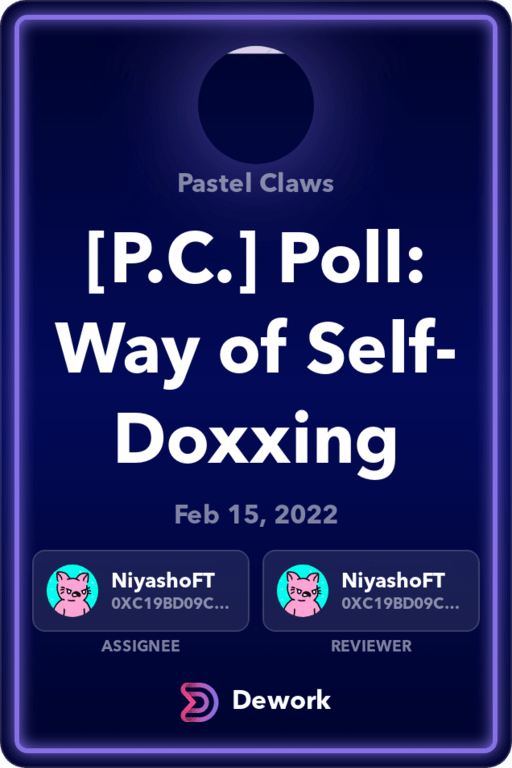 Pastel Claws
[P.C.] Poll:
Way of Self-
Doxxing
Feb 15, 2022
NiyashoFT
0XC19BD09C...
NiyashoFT
0XC19BD09C...
ASSIGNEE
REVIEWER
Dework